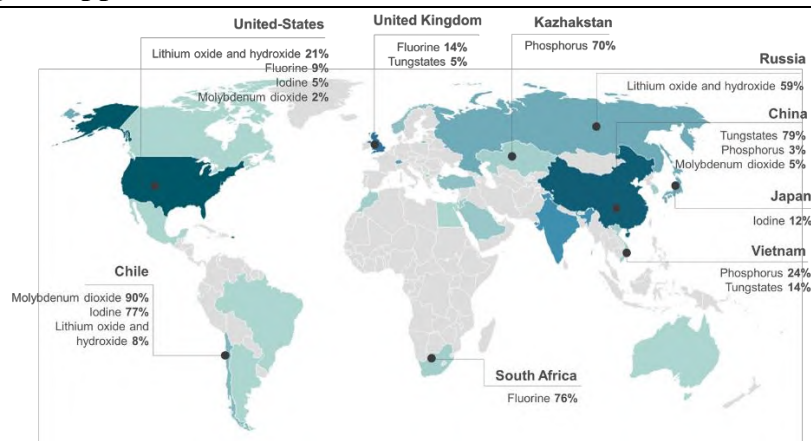 United-States
Lithium oxide and hydroxide 21%
Fluorine 9%
Iodine 5%
Molybdenum dioxide 2%
United Kingdom
Fluorine 14%
Tungstates 5%
Kazhakstan
Phosphorus 70%
Russia
Lithium oxide and hydroxide 59%
China
Tungstates 79%
Phosphorus 3%
Molybdenum dioxide 5%
Japan
Iodine 12%
Vietnam
Phosphorus 24%
Tungstates 14%
Chile
Molybdenum dioxide 90%
Iodine 77%
Lithium oxide and
hydroxide 8%
South Africa
Fluorine 76%